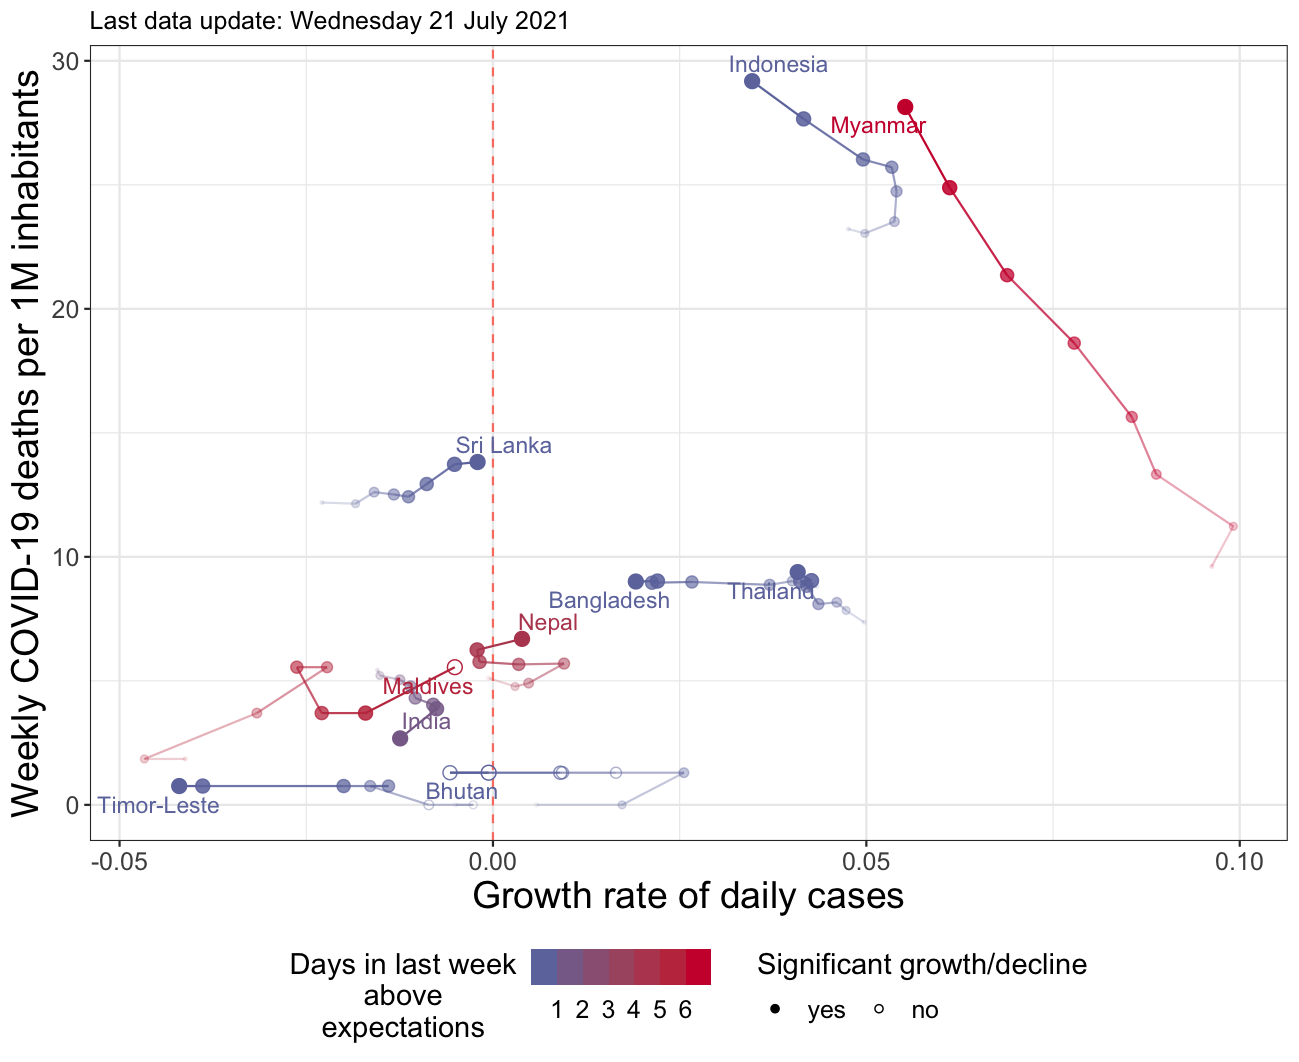 Last data update: Wednesday 21 July 2021
Weekly COVID-19 deaths per 1M inhabitants
30
20
10
0
Indonesia
Myanmar
Sri Lanka
Thailand
Bangladesh
Nepal
Maldives
India
Bhutan
Timor-Leste
-0.05
0.00
0.05
0.10
Growth rate of daily cases
Days in last week
above
expectations
1 2 3 4 5 6
Significant growth/decline
yes
no